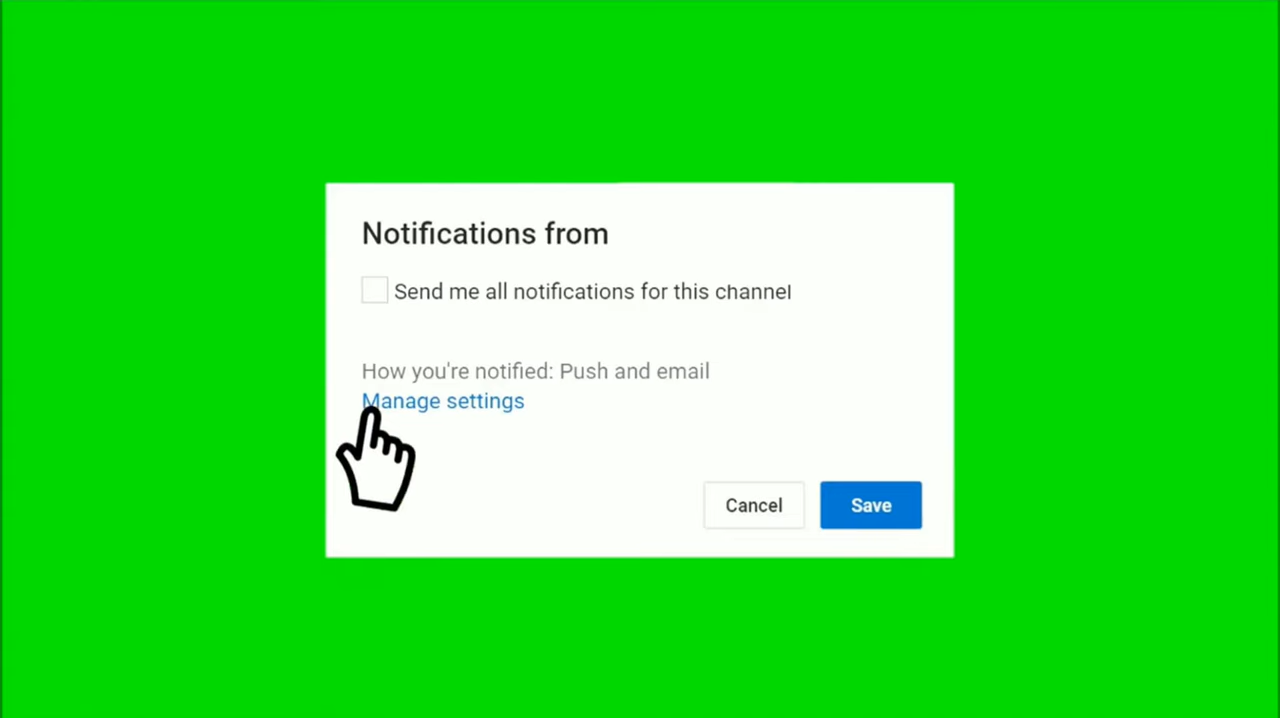 Notifications from
Send me all notifications for this channel
How you're notified: Push and email
Manage settings
Cancel
Save